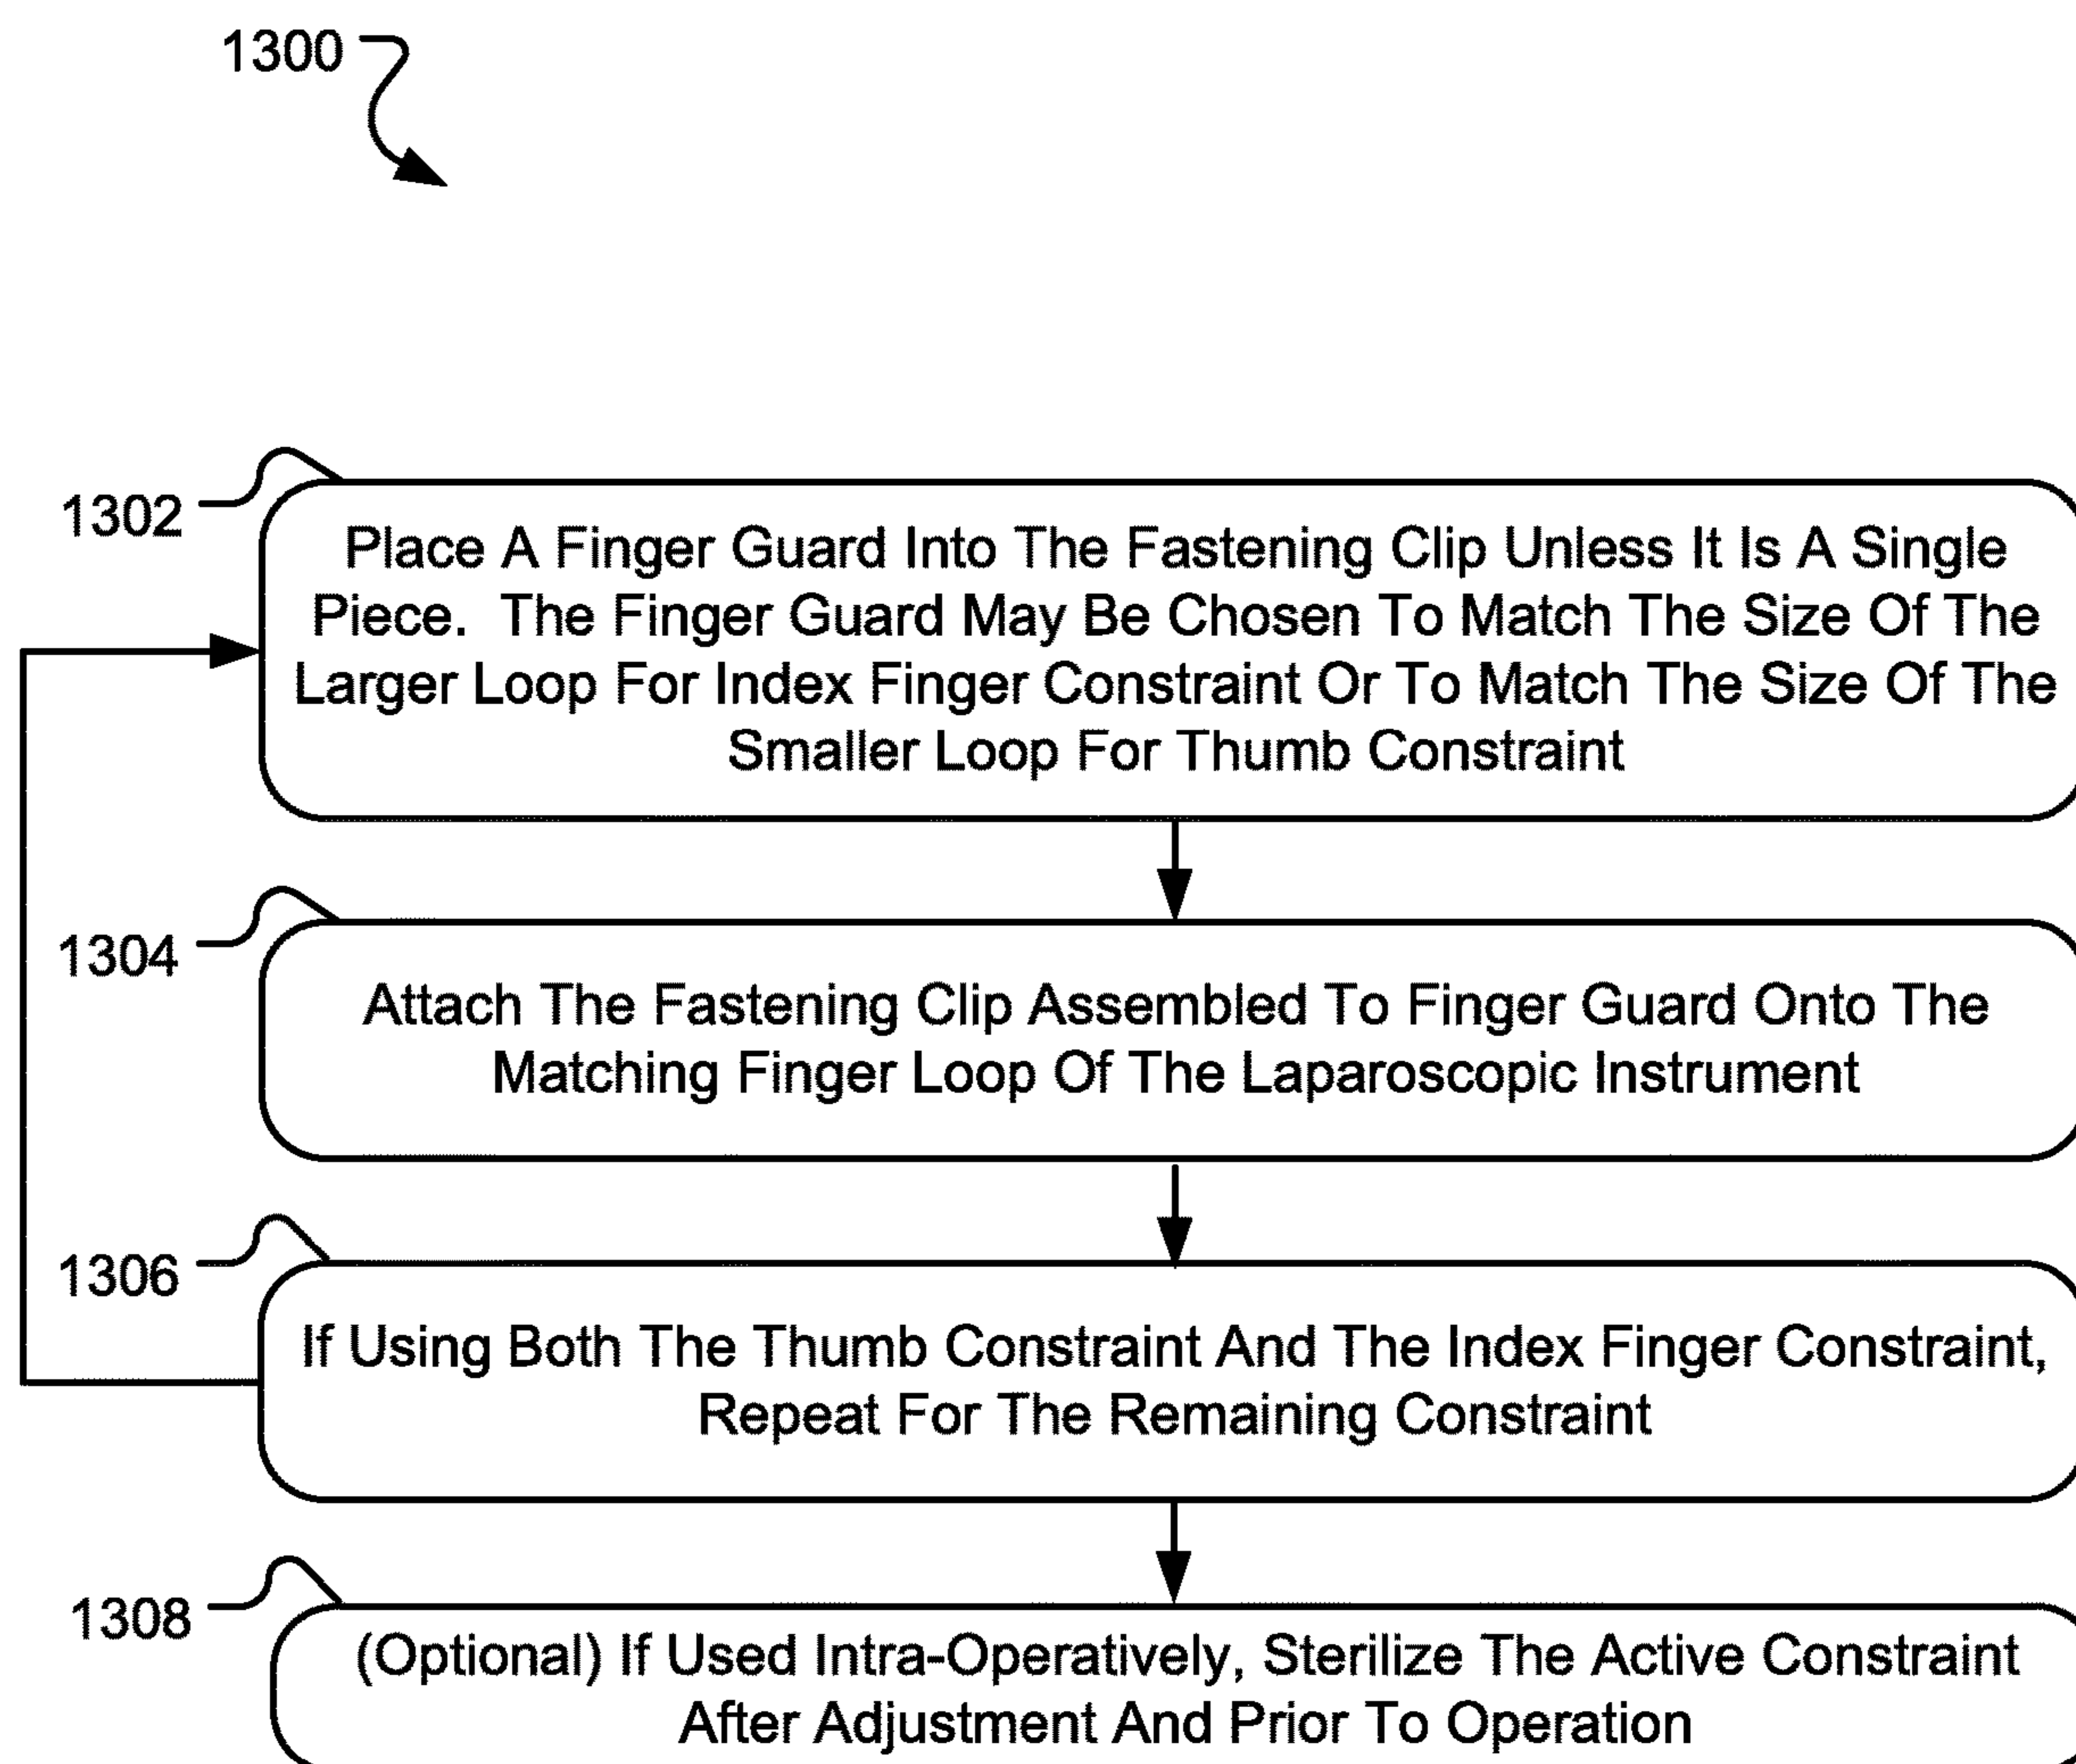 1300
1302
Place A Finger Guard Into The Fastening Clip Unless It Is A Single
Piece.  The Finger Guard May Be Chosen To Match The Size Of The
Larger Loop For Index Finger Constraint Or To Match The Size Of The
Smaller Loop For Thumb Constraint
1304
Attach The Fastening Clip Assembled To Finger Guard Onto The
Matching Finger Loop Of The Laparoscopic Instrument
1306
If Using Both The Thumb Constraint And The Index Finger Constraint,
Repeat For The Remaining Constraint
1308
(Optional) If Used Intra-Operatively, Sterilize The Active Constraint
After Adjustment And Prior To Operation